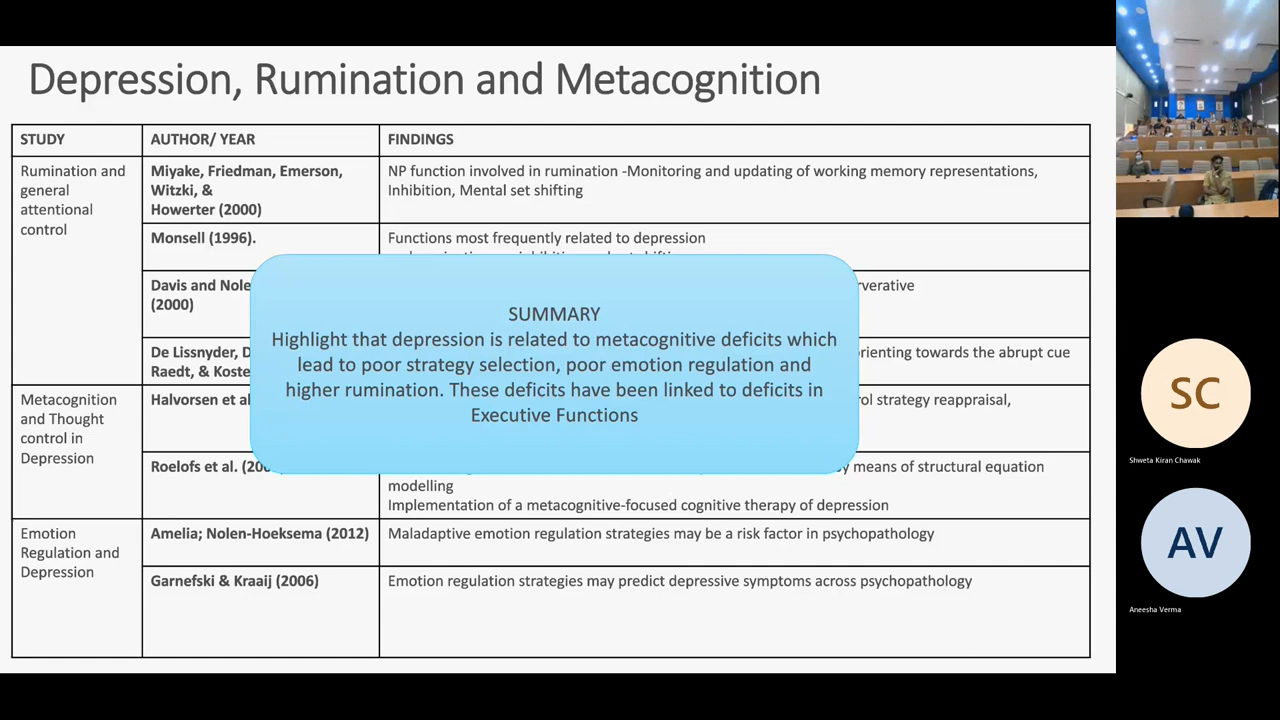 Depression, Rumination and Metacognition
STUDY
AUTHOR/ YEAR
FINDINGS
Rumination and
general
attentional
control
Miyake, Friedman, Emerson,
Witzki, &
Howerter (2000)
NP function involved in rumination -Monitoring and updating of working memory representations,
Inhibition, Mental set shifting
Monsell (1996).
Functions most frequently related to depression
Davis and Nole
(2000)
De Lissnyder, D
Raedt, & Koste
towards the abrupt cue
SUMMARY
Highlight that depression is related to metacognitive deficits which
lead to poor strategy selection, poor emotion regulation and
higher rumination. These deficits have been linked to deficits in
Executive Functions
Metacognition
and Thought
control in
Depression
Halvorsen et al
strategy reappraisal,
Roelofs et al.
means of structural equation
modelling
Implementation of a metacognitive-focused cognitive therapy of depression
Emotion
Regulation and
Depression
Amelia; Nolen-Hoeksema (2012)
Maladaptive emotion regulation strategies may be a risk factor in psychopathology
Garnefski & Kraaij (2006)
Emotion regulation strategies may predict depressive symptoms across psychopathology
SC
Shweta Kiran Chawak
AV
Aneesha Verma